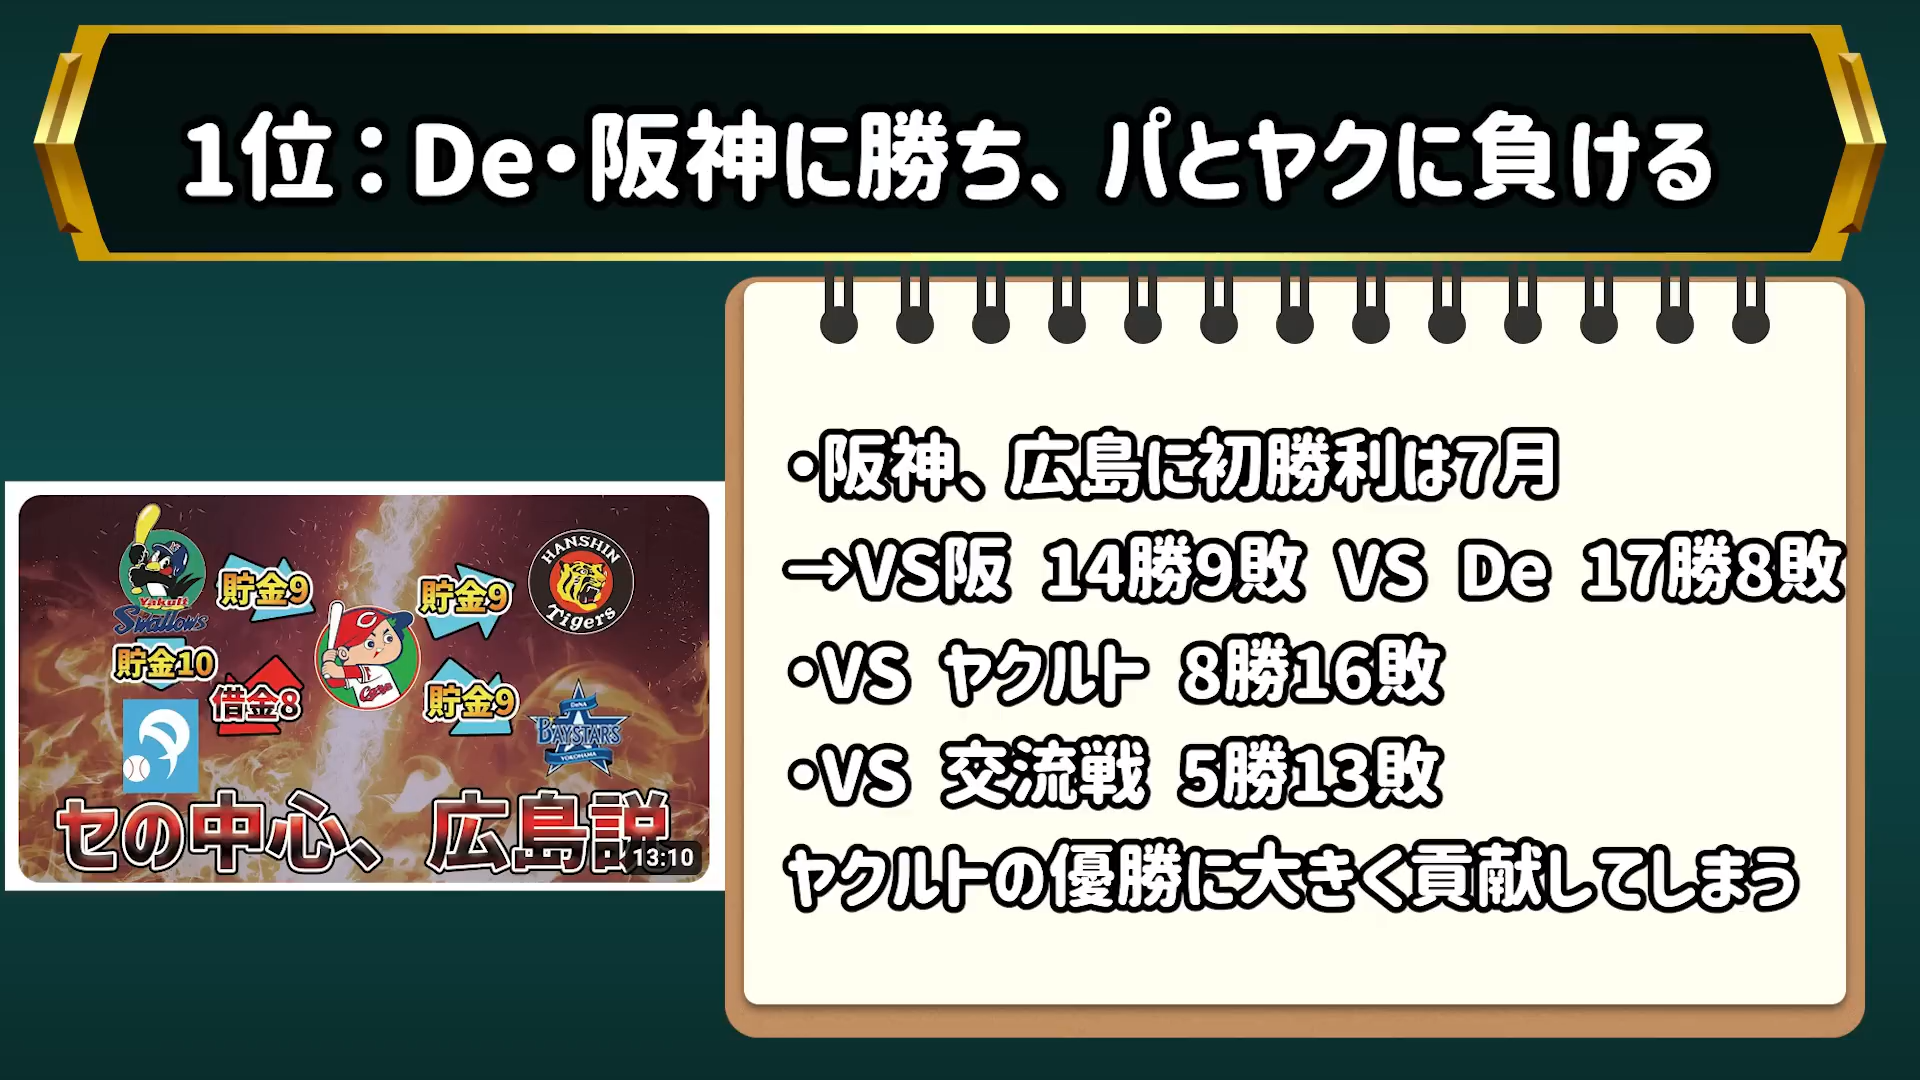 1位：De・阪神に勝ち、パとヤクに負ける
・阪神、広島に初勝利は7月
→VS阪 14勝9敗 VS De 17勝8敗
・VS ヤクルト 8勝16敗
・VS 交流戦 5勝13敗
ヤクルトの優勝に大きく貢献してしまう
Yakult
Swallows
貯金9
貯金9
HANSHIN
Tigers
貯金10
借金8
C
Carp
貯金9
DeNA
BAYSTARS
YOKOHAMA
セの中心、広島説
13:10